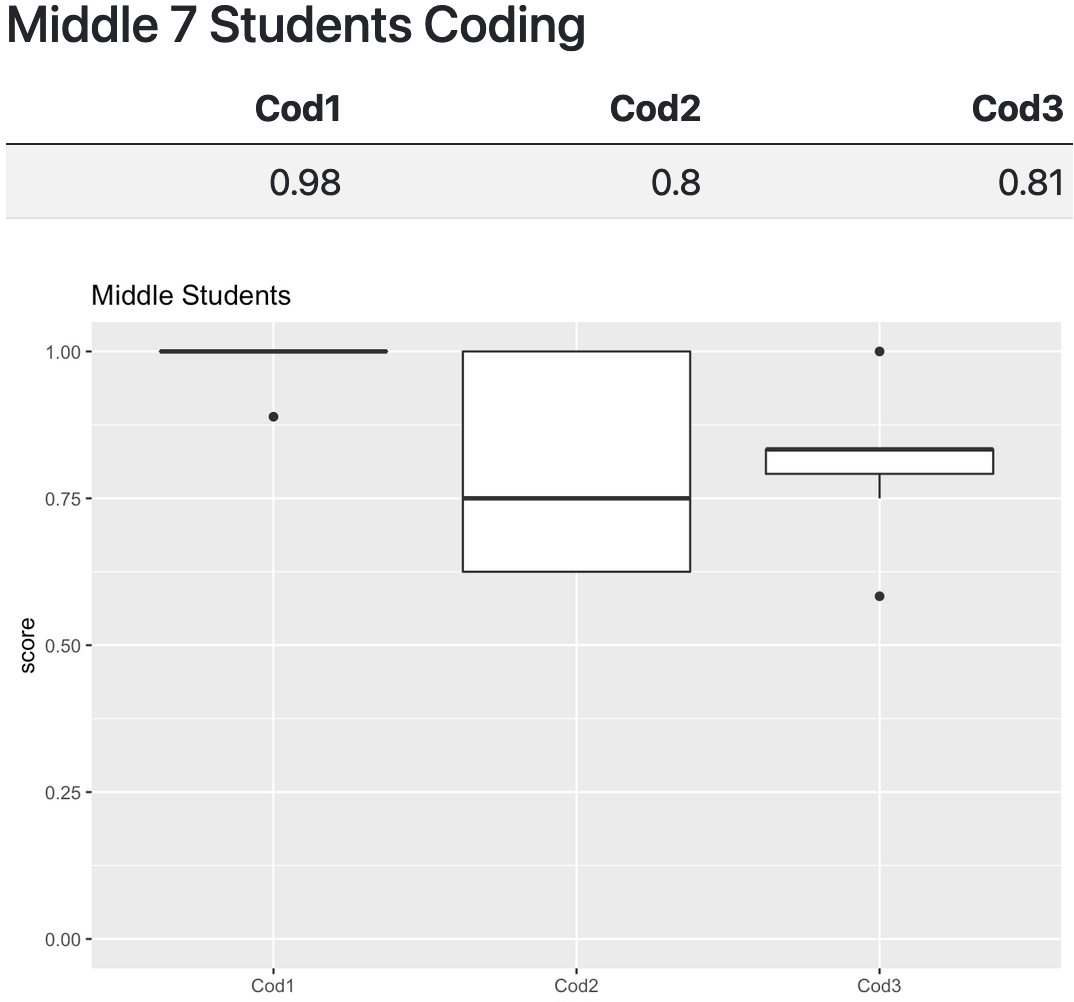 Middle 7 Students Coding
Cod1 Cod2 Cod3
0.98 0.8 0.81
Middle Students
1.00
0.75
0.50
0.25
0.00
score
Cod1 Cod2 Cod3